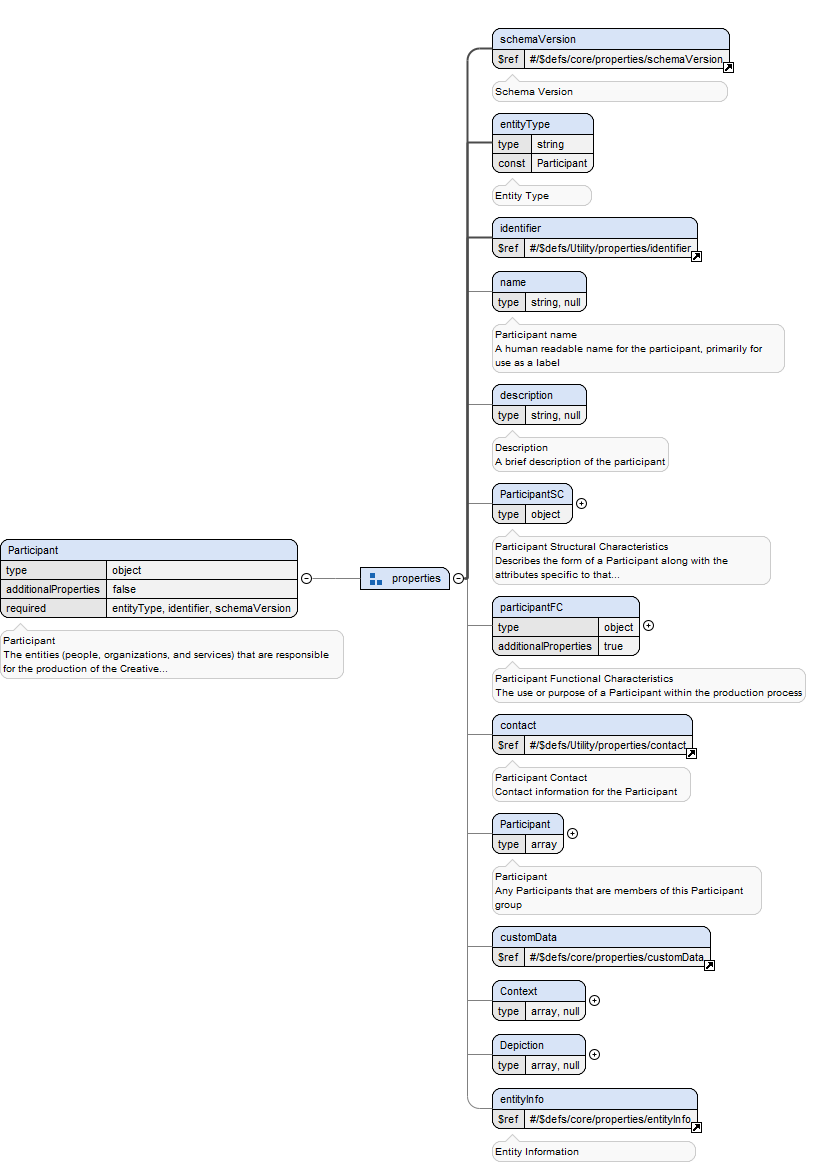 schemaVersion
$ref #/$defs/core/properties/schemaVersion
Schema Version
entityType
type string
const Participant
Entity Type
identifier
$ref #/$defs/Utility/properties/identifier
name
type string, null
Participant name
A human readable name for the participant, primarily for
use as a label
description
type string, null
Description
A brief description of the participant
ParticipantSC
type object
Participant Structural Characteristics
Describes the form of a Participant along with the
attributes specific to that...
Participant
type object
additionalProperties false
required entityType, identifier, schemaVersion
Participant
The entities (people, organizations, and services) that are responsible
for the production of the Creative...
properties
participantFC
type object
additionalProperties true
Participant Functional Characteristics
The use or purpose of a Participant within the production process
contact
$ref #/$defs/Utility/properties/contact
Participant Contact
Contact information for the Participant
Participant
type array
Participant
Any Participants that are members of this Participant
group
customData
$ref #/$defs/core/properties/customData
Context
type array, null
Depiction
type array, null
entityInfo
$ref #/$defs/core/properties/entityInfo
Entity Information